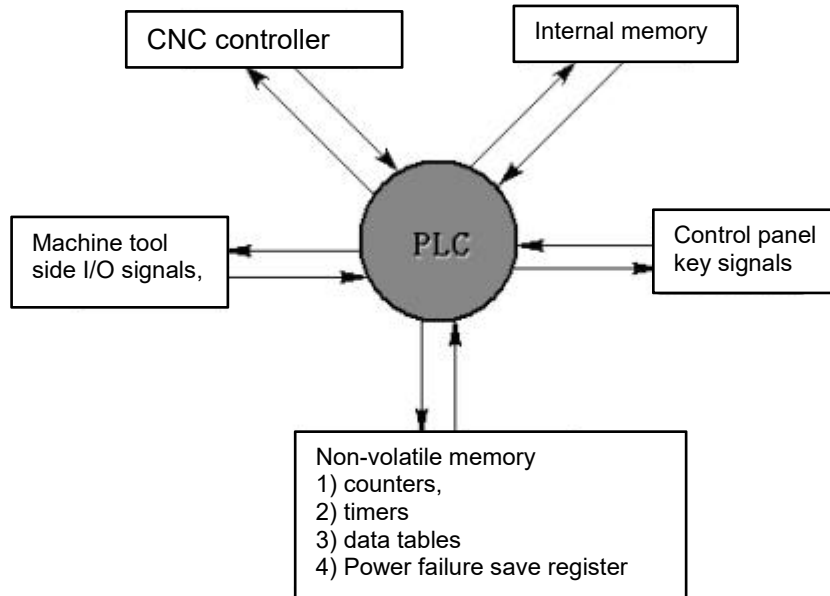 CNC controller
Internal memory
Machine tool
side I/O signals,
PLC
Control panel
key signals
Non-volatile memory
1) counters,
2) timers
3) data tables
4) Power failure save register